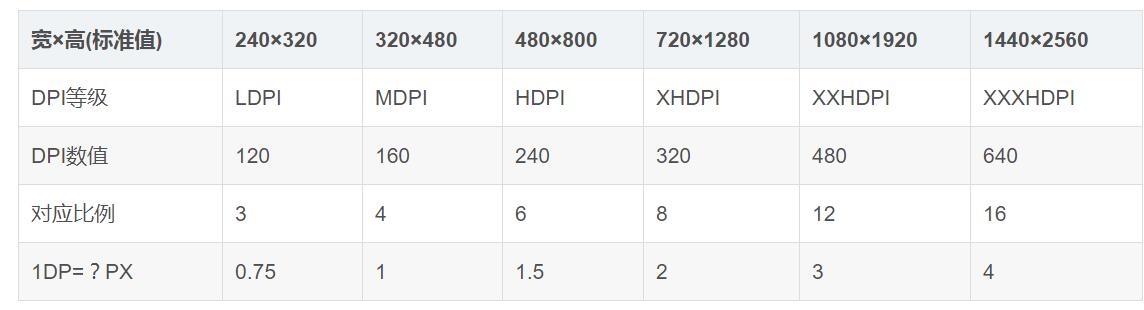 宽×高(标准值) 240×320 320×480 480×800 720×1280 1080×1920 1440×2560
DPI等级 LDPI MDPI HDPI XHDPI XXHDPI XXXHDPI
DPI数值 120 160 240 320 480 640
对应比例 3 4 6 8 12 16
1DP=？PX 0.75 1 1.5 2 3 4